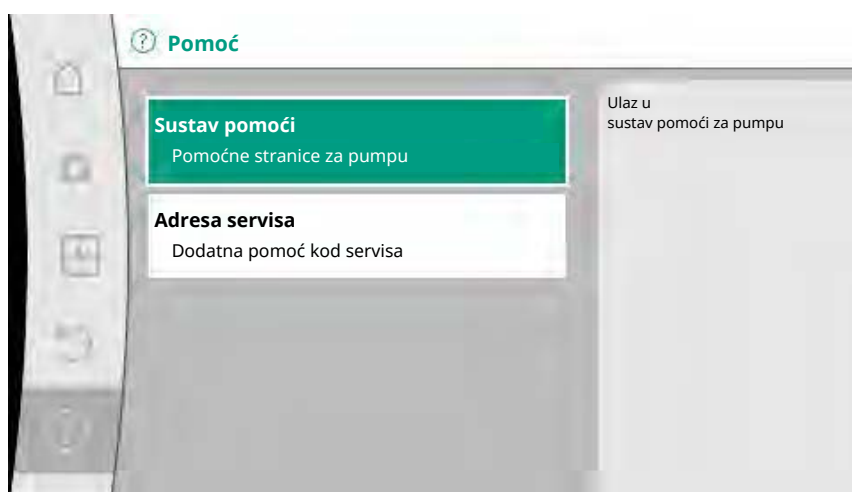 Pomoć
Sustav pomoći
Pomoćne stranice za pumpu
Adresa servisa
Dodatna pomoć kod servisa
Ulaz u
sustav pomoći za pumpu